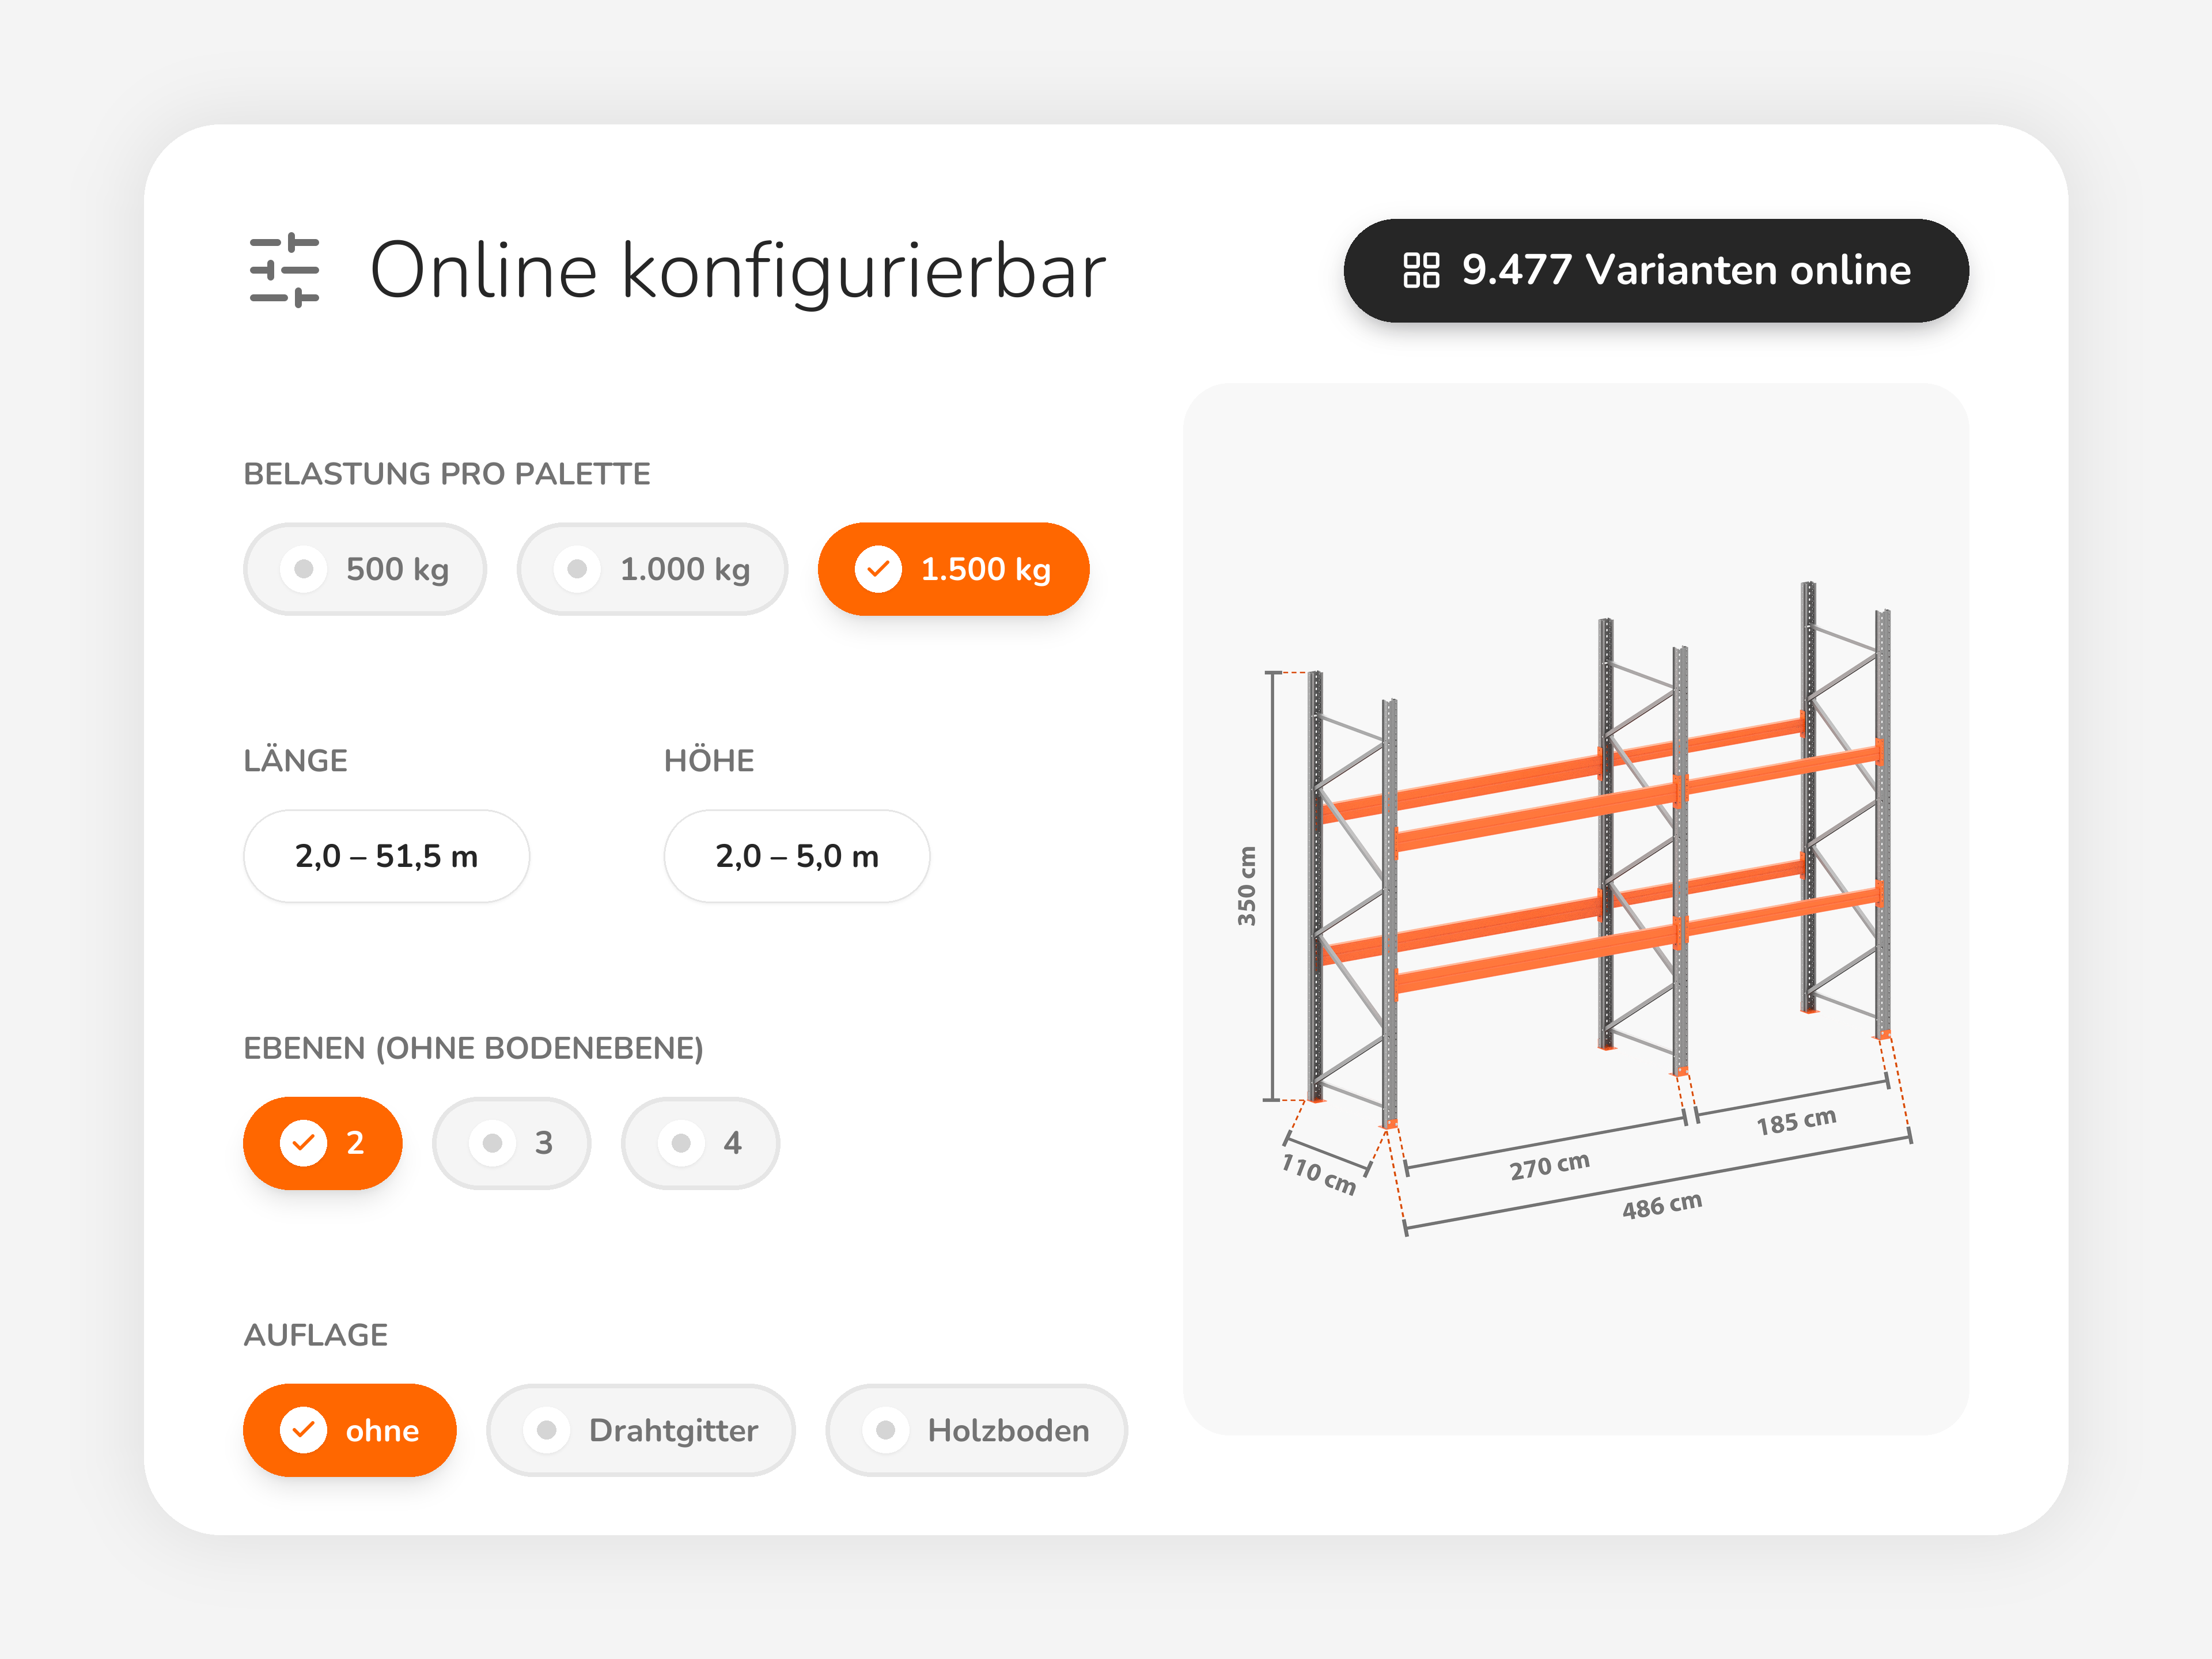 Online konfigurierbar
9.477 Varianten online
BELASTUNG PRO PALETTE
500 kg
1.000 kg
1.500 kg
LÄNGE
HÖHE
2,0 – 51,5 m
2,0 – 5,0 m
EBENEN (OHNE BODENEBENE)
2
3
4
AUFLAGE
ohne
Drahtgitter
Holzboden
350 cm
110 cm
270 cm
185 cm
486 cm